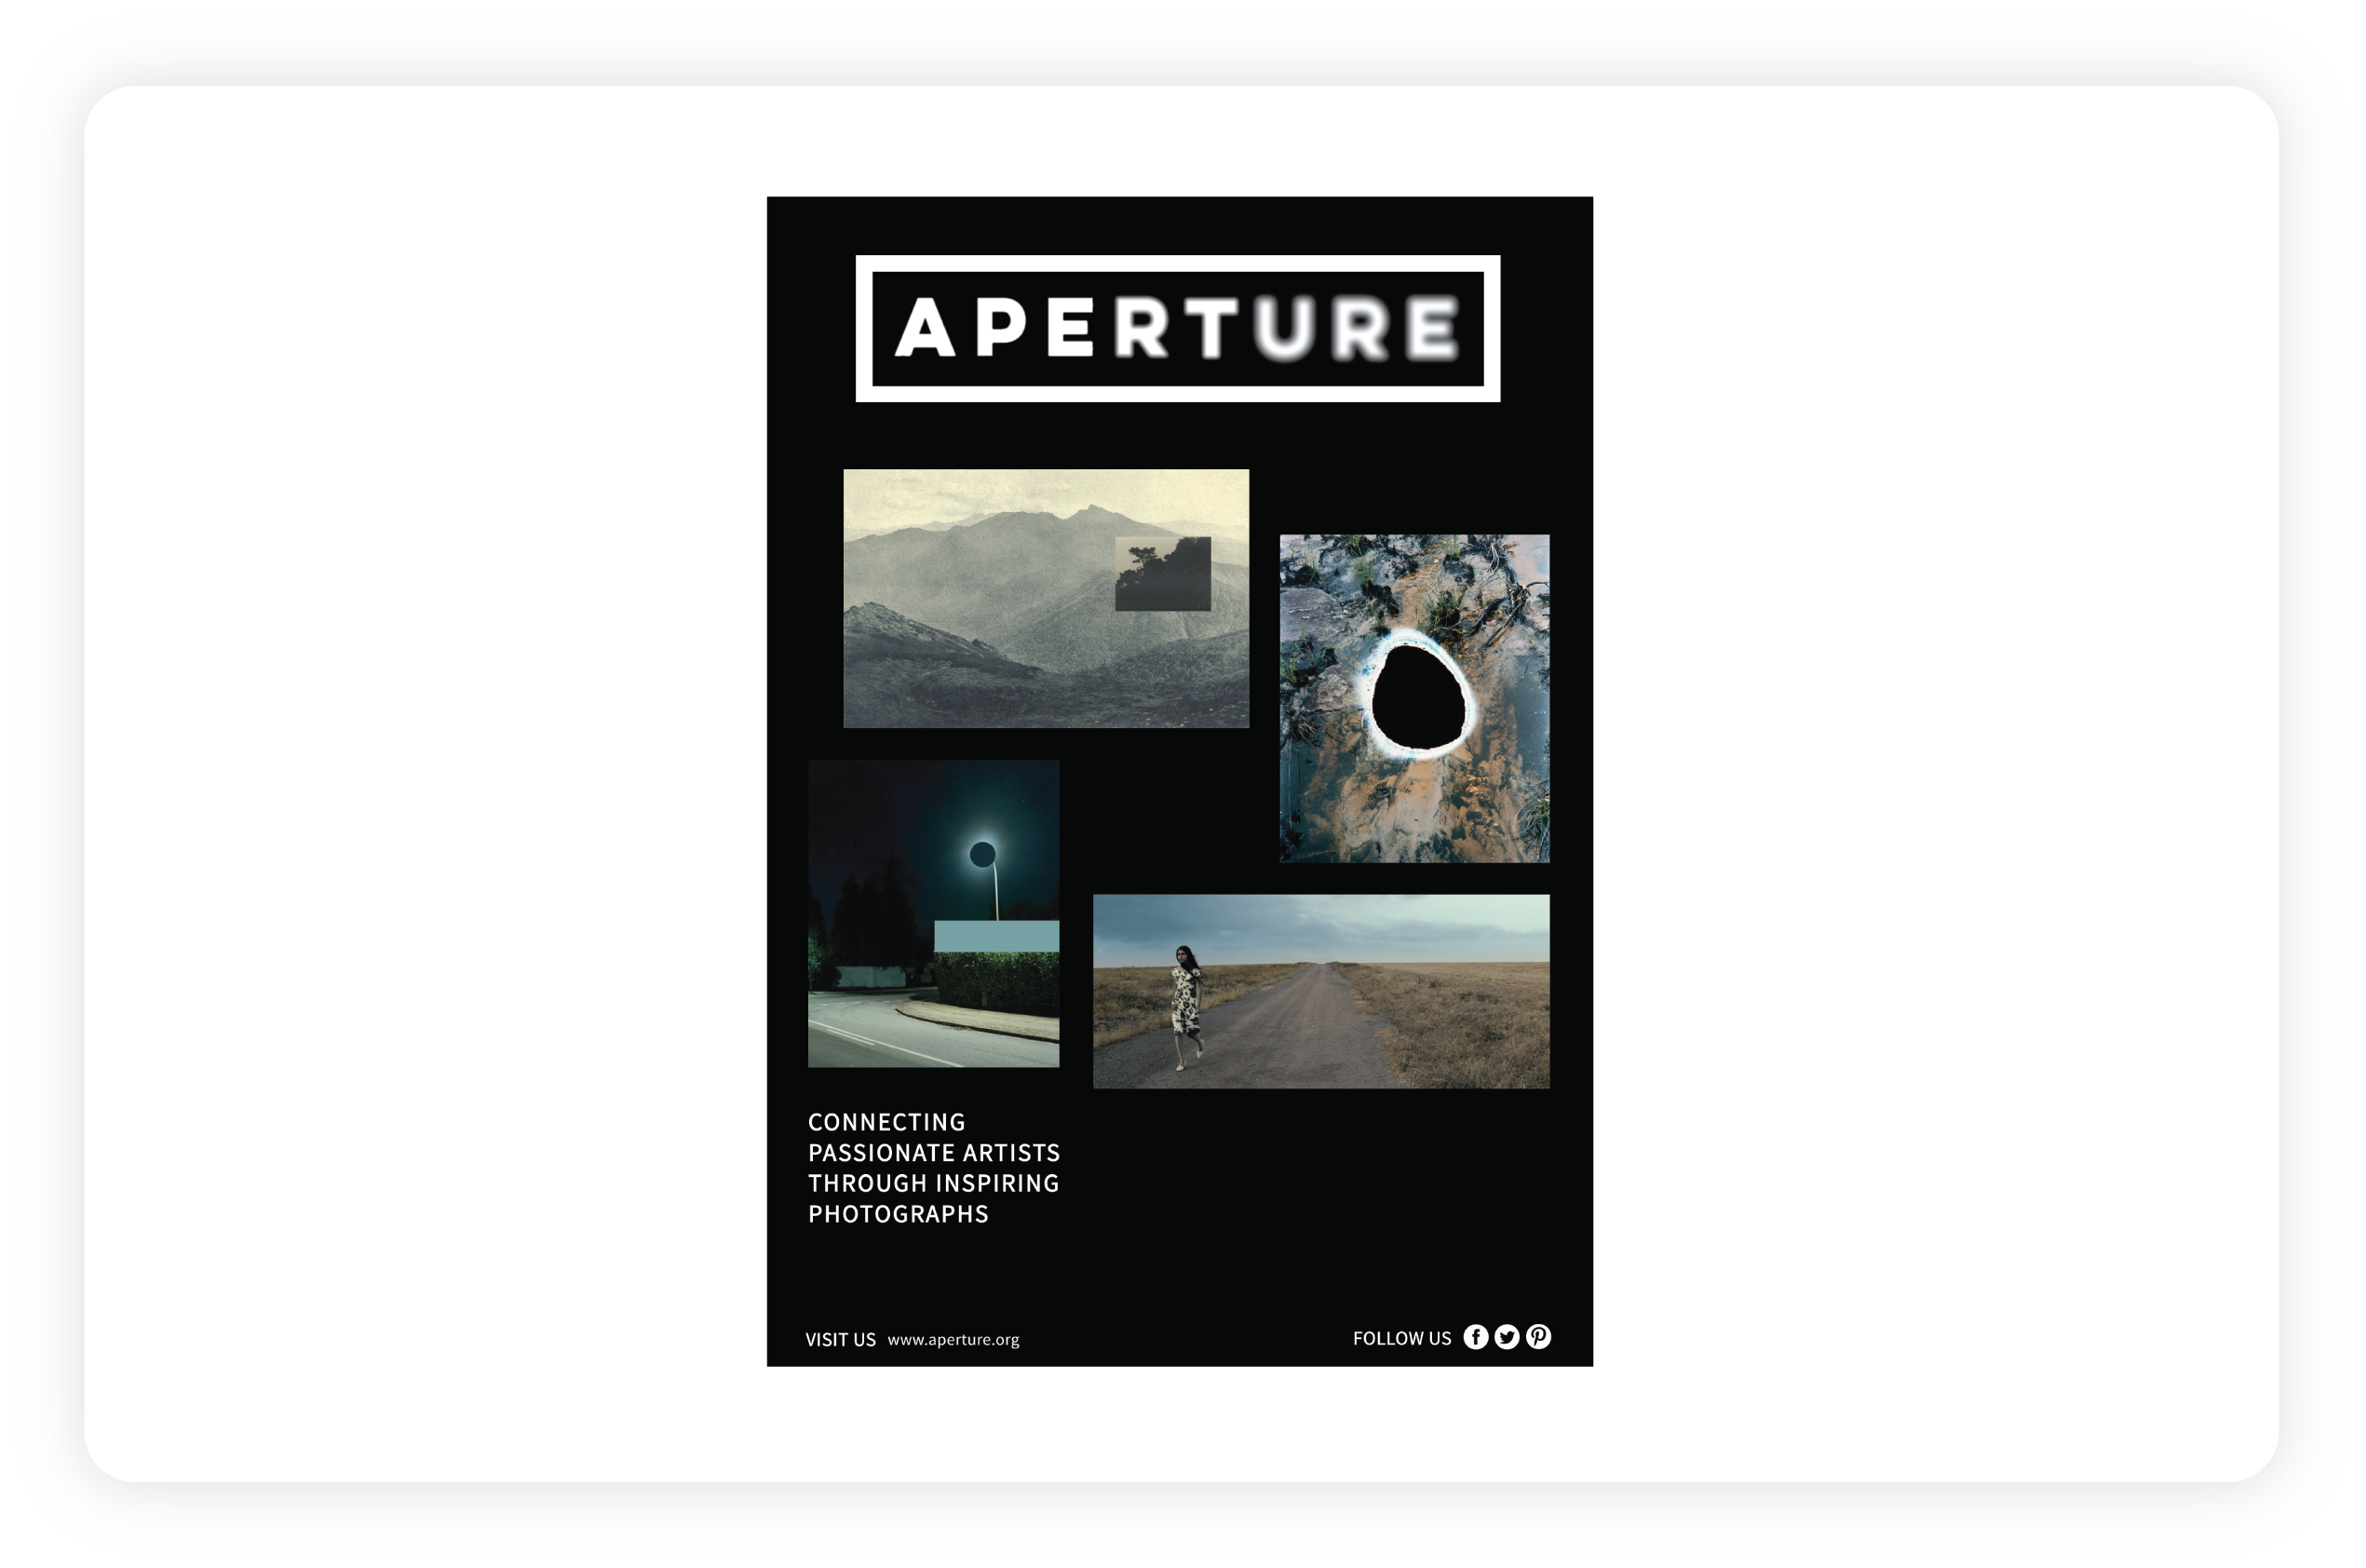 APERTURE
CONNECTING
PASSIONATE ARTISTS
THROUGH INSPIRING
PHOTOGRAPHS
VISIT US www.aperture.org
FOLLOW US